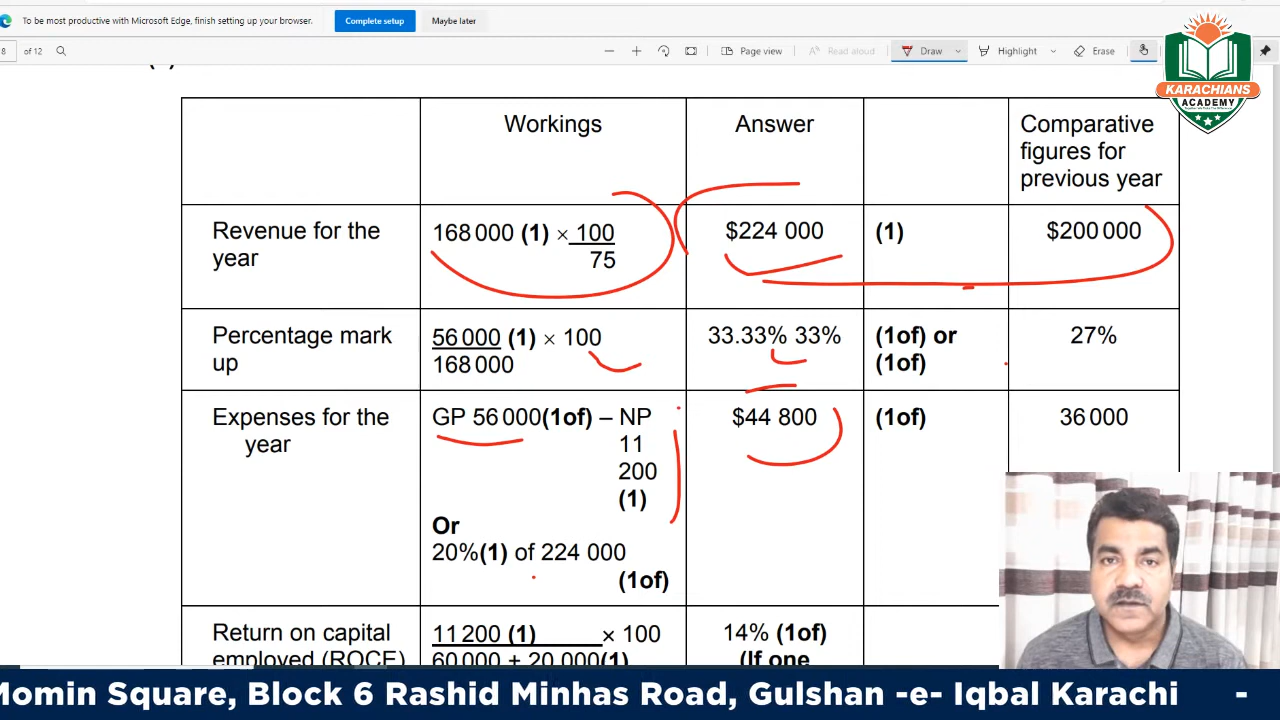 To be most productive with Microsoft Edge, finish setting up your browser.
Complete setup
Maybe later
8
of 12
Page view
Read aloud
Draw
Highlight
Erase
KARACHIANS
ACADEMY
Workings
Answer
Comparative
figures for
previous year
Revenue for the
year
168 000 (1) × 100
75
$224 000
(1)
$200 000
Percentage mark
up
56 000 (1) × 100
168 000
33.33% 33%
(1of) or
(1of)
27%
Expenses for the
year
GP 56 000(1of) – NP
11
200
(1)
Or
20%(1) of 224 000
(1of)
$44 800
(1of)
36 000
Return on capital
employed (ROCE)
11 200 (1) × 100
60 000 + 20 000(1)
14% (1of)
(If one
Momin Square, Block 6 Rashid Minhas Road, Gulshan -e- Iqbal Karachi -